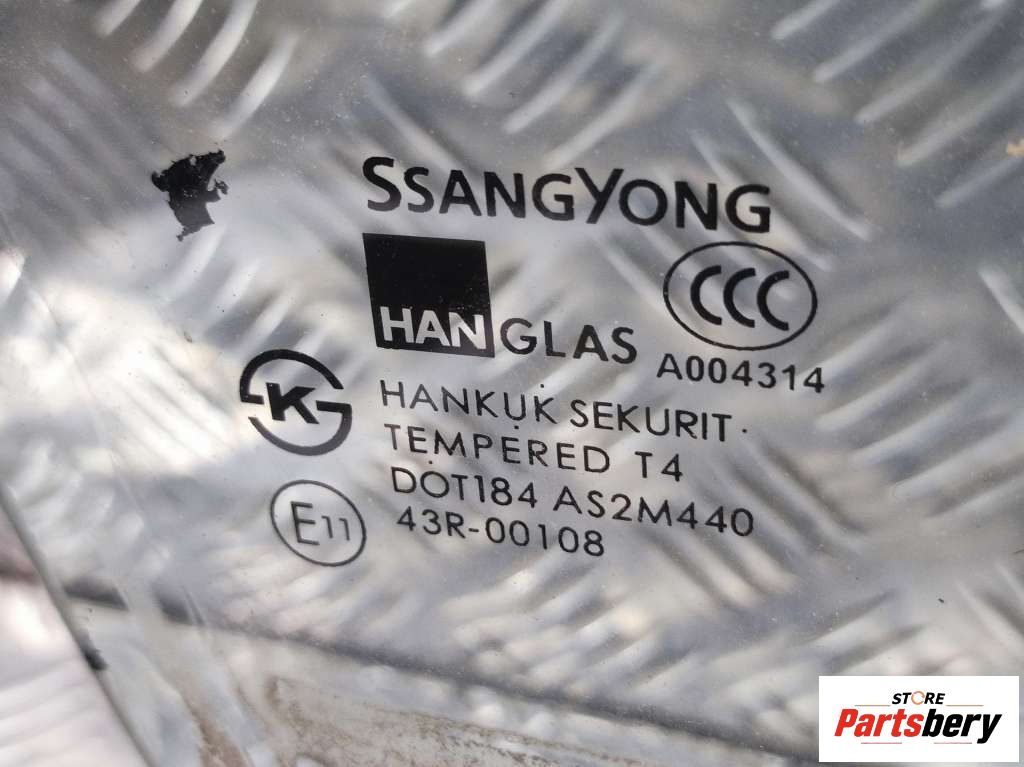 SSANGYONG
HANGLAS
CCC
A004314
K
HANKUK SEKURIT
TEMPERED T4
DOT184 AS2M440
E11
43R-00108
STORE
Partsbery